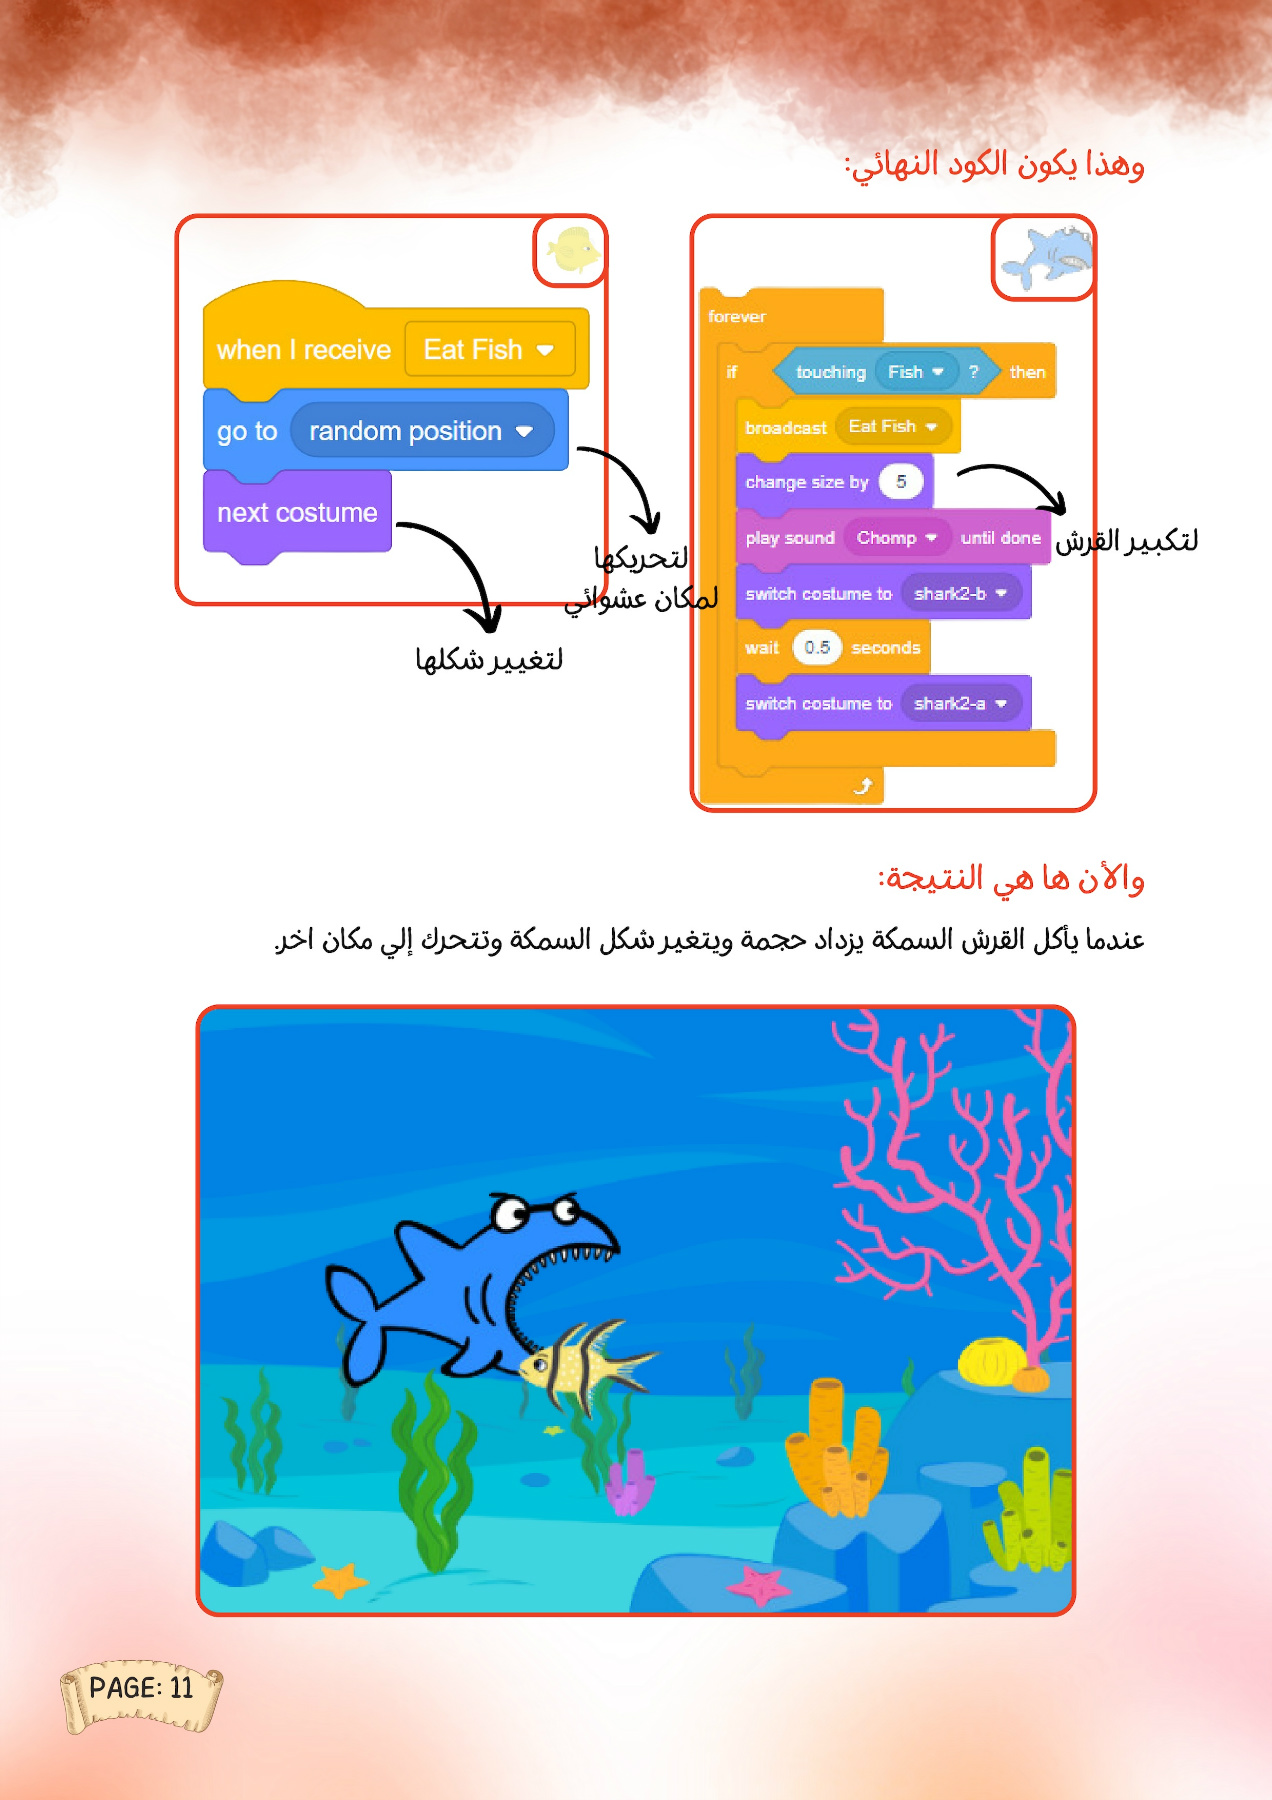 وهذا يكون الكود النهائي:
forever
if touching Fish ? then
broadcast Eat Fish
change size by 5
play sound Chomp until done
switch costume to shark2-b
wait 0.5 seconds
switch costume to shark2-a
لتكبير القرش
when I receive Eat Fish
go to random position
next costume
لتحريكها
لمكان عشوائي
لتغيير شكلها
والأن ها هي النتيجة:
عندما يأكل القرش السمكة يزداد حجمة ويتغير شكل السمكة وتتحرك إلي مكان اخر.
PAGE: 11